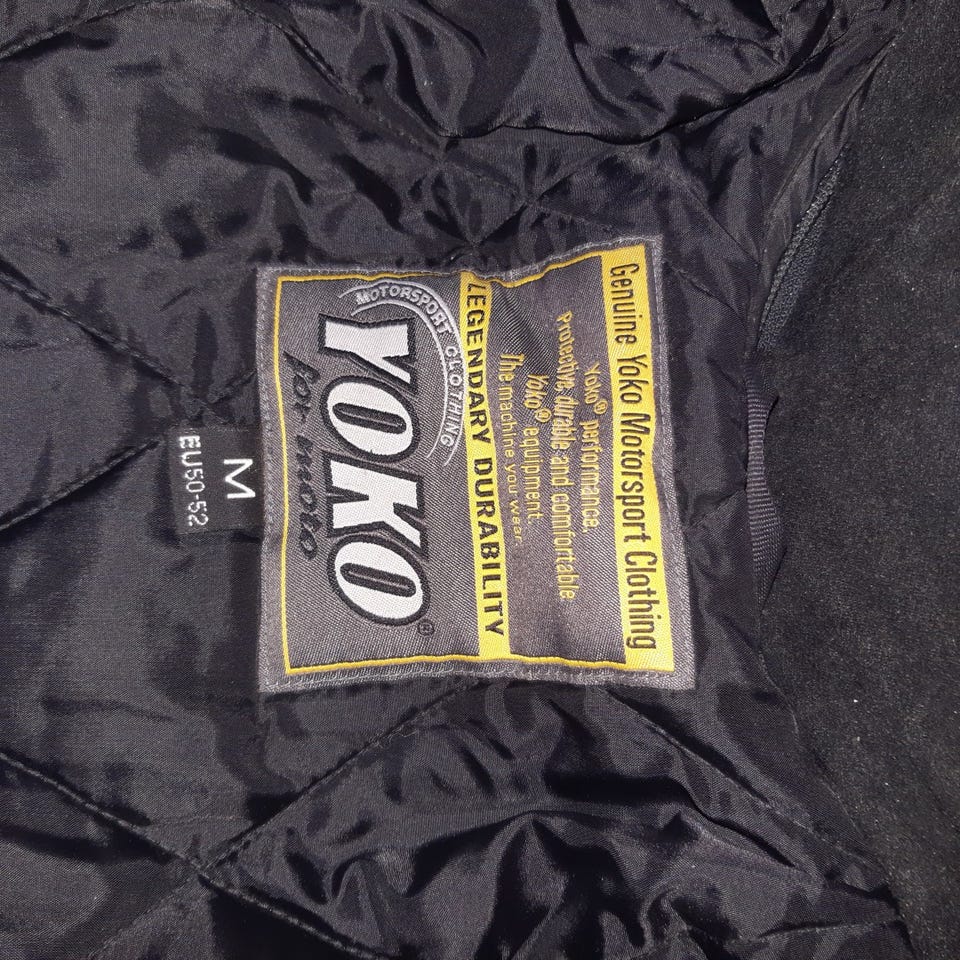 Genuine Yoko Motorsport Clothing
Yoko® performance.
Protective, durable and comfortable.
Yoko® equipment.
The machine you wear.
LEGENDARY DURABILITY
MOTORSPORT CLOTHING
YOKO®
for moto
M
EU50-52